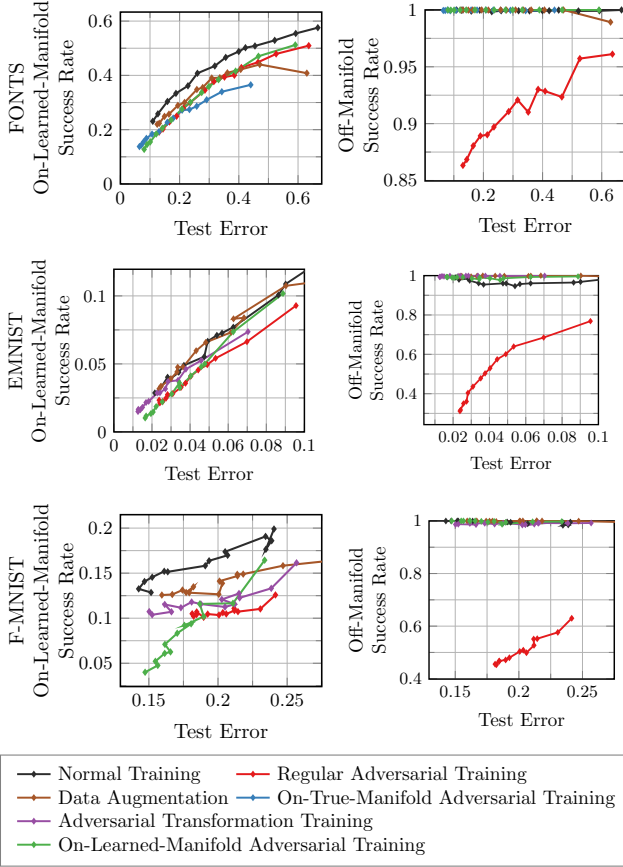 FONTS
On-Learned-Manifold
Success Rate
0.6
0.4
0.2
0
0 0.2 0.4 0.6
Test Error
Off-Manifold
Success Rate
1
0.95
0.9
0.85
0.2 0.4 0.6
Test Error
EMNIST
On-Learned-Manifold
Success Rate
0.1
0.05
0
0 0.02 0.04 0.06 0.08 0.1
Test Error
Off-Manifold
Success Rate
1
0.8
0.6
0.4
0.02 0.04 0.06 0.08 0.1
Test Error
F-MNIST
On-Learned-Manifold
Success Rate
0.2
0.15
0.1
0.05
0.15 0.2 0.25
Test Error
Off-Manifold
Success Rate
1
0.8
0.6
0.4
0.15 0.2 0.25
Test Error
Normal Training Regular Adversarial Training
Data Augmentation On-True-Manifold Adversarial Training
Adversarial Transformation Training
On-Learned-Manifold Adversarial Training